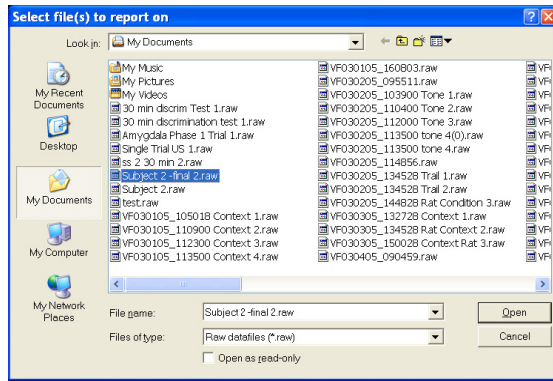 Select file(s) to report on
Look in:
My Documents
My Recent
Documents
Desktop
My Documents
My Computer
My Network
Places
My Music
My Pictures
My Videos
30 min discrim Test 1.raw
30 min discrimination test 1.raw
Amygdala Phase 1 Trial 1.raw
Single Trial US 1.raw
ss 2 30 min 2.raw
Subject 2 -final 2.raw
Subject 2.raw
test.raw
VF030105_105018 Context 1.raw
VF030105_110900 Context 2.raw
VF030105_112300 Context 3.raw
VF030105_113500 Context 4.raw
VF030105_160803.raw
VF030205_095511.raw
VF030205_103900 Tone 1.raw
VF030205_110400 Tone 2.raw
VF030205_112000 Tone 3.raw
VF030205_113500 tone 4(0).raw
VF030205_113500 tone 4.raw
VF030205_114856.raw
VF030205_134528 Trail 1.raw
VF030205_134528 Trail 2.raw
VF030205_144828 Rat Condition 3.raw
VF030305_132728 Context 1.raw
VF030305_134528 Rat Context 2.raw
VF030305_150028 Context Rat 3.raw
VF030405_090459.raw
File name:
Subject 2 -final 2.raw
Open
Files of type:
Raw datafiles (*.raw)
Cancel
Open as read-only